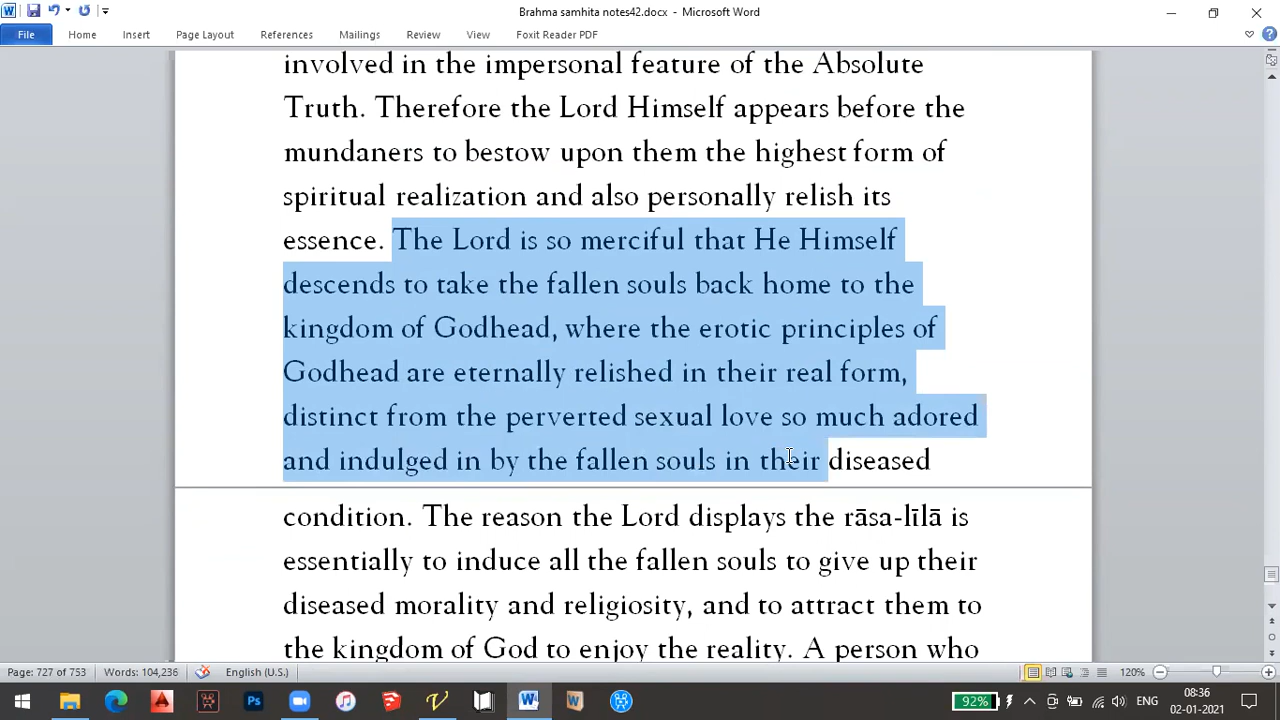 Brahma samhita notes42.docx - Microsoft Word
File Home Insert Page Layout References Mailings Review View Foxit Reader PDF
involved in the impersonal feature of the Absolute
Truth. Therefore the Lord Himself appears before the
mundaners to bestow upon them the highest form of
spiritual realization and also personally relish its
essence. The Lord is so merciful that He Himself
descends to take the fallen souls back home to the
kingdom of Godhead, where the erotic principles of
Godhead are eternally relished in their real form,
distinct from the perverted sexual love so much adored
and indulged in by the fallen souls in their diseased
condition. The reason the Lord displays the rāsa-līlā is
essentially to induce all the fallen souls to give up their
diseased morality and religiosity, and to attract them to
the kingdom of God to enjoy the reality. A person who
Page: 727 of 753 Words: 104,236 English (U.S.) 120%
92% ENG 08:36
02-01-2021